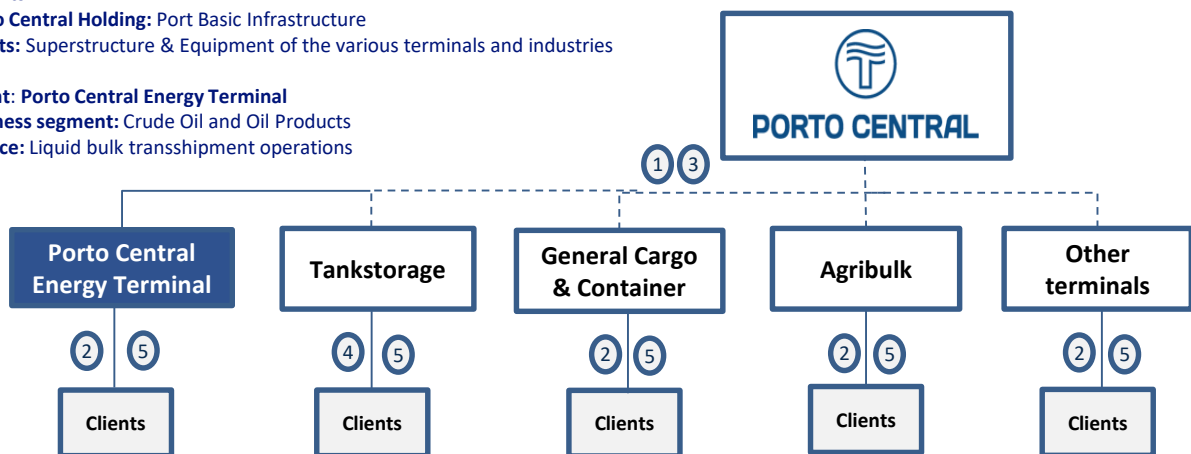 o Central Holding: Port Basic Infrastructure
ts: Superstructure & Equipment of the various terminals and industries
t: Porto Central Energy Terminal
ness segment: Crude Oil and Oil Products
ce: Liquid bulk transshipment operations
PORTO CENTRAL
1 3
Porto Central
Energy Terminal
Tankstorage
General Cargo
& Container
Agribulk
Other
terminals
2 5
4 5
2 5
2 5
2 5
Clients
Clients
Clients
Clients
Clients